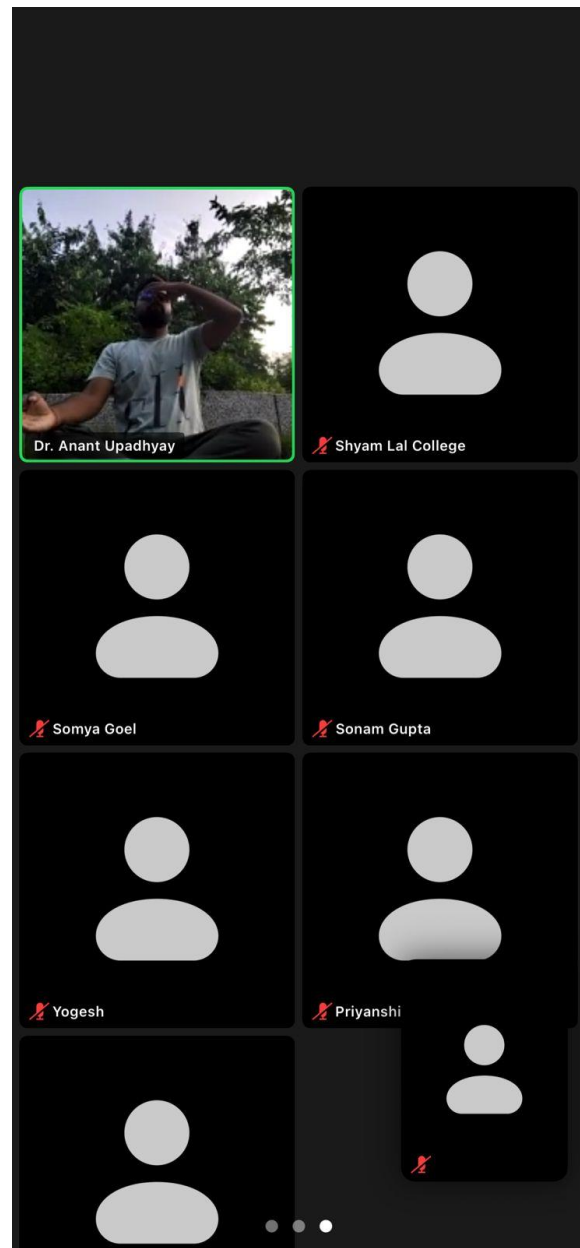 Dr. Anant Upadhyay
Shyam Lal College
Somya Goel
Sonam Gupta
Yogesh
Priyanshi